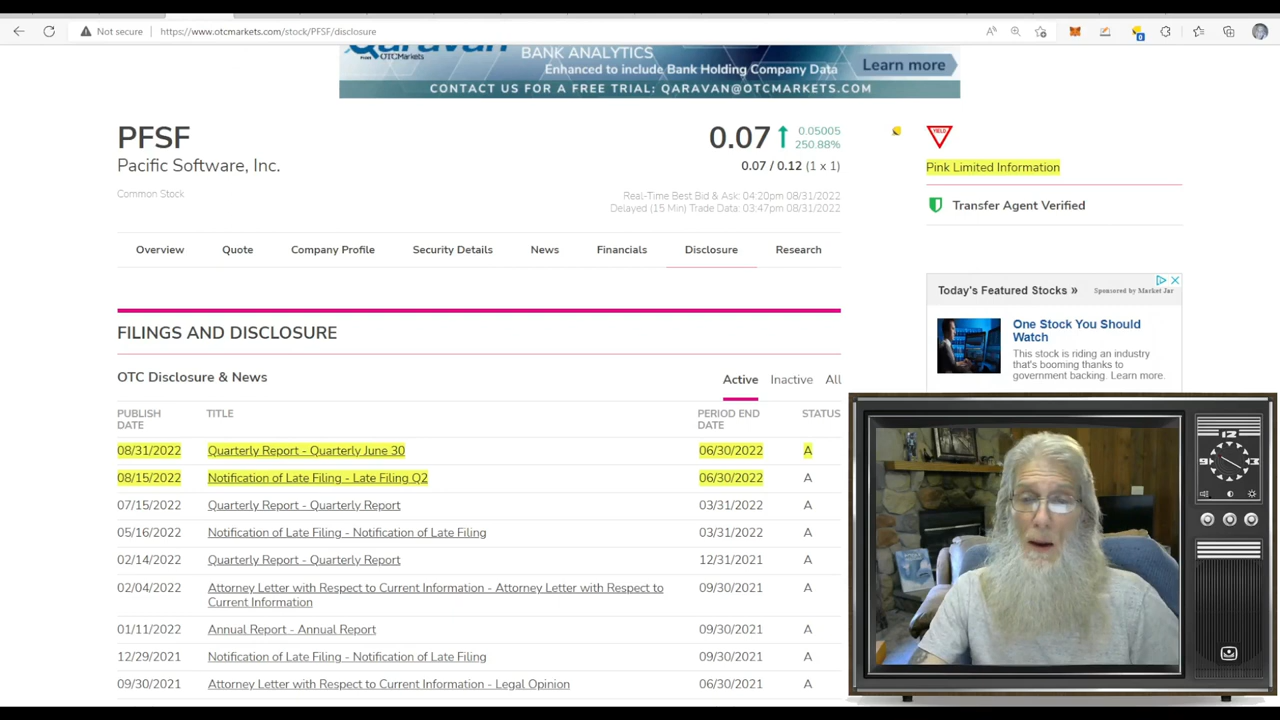 Not secure
https://www.otcmarkets.com/stock/PFSF/disclosure
Qaravan
OTCMarkets
BANK ANALYTICS
Enhanced to include Bank Holding Company Data
Learn more
CONTACT US FOR A FREE TRIAL: QARAVAN@OTCMARKETS.COM
PFSF
Pacific Software, Inc.
Common Stock
0.07
0.05005
250.88%
0.07 / 0.12 (1 x 1)
Real-Time Best Bid & Ask: 04:20pm 08/31/2022
Delayed (15 Min) Trade Data: 03:47pm 08/31/2022
YIELD
Pink Limited Information
Transfer Agent Verified
Overview Quote Company Profile Security Details News Financials Disclosure Research
Today's Featured Stocks »
Sponsored by Market Jar
One Stock You Should
Watch
This stock is riding an industry
that's booming thanks to
government backing. Learn more.
FILINGS AND DISCLOSURE
OTC Disclosure & News
Active Inactive All
PUBLISH DATE TITLE PERIOD END DATE STATUS
08/31/2022 Quarterly Report - Quarterly June 30 06/30/2022 A
08/15/2022 Notification of Late Filing - Late Filing Q2 06/30/2022 A
07/15/2022 Quarterly Report - Quarterly Report 03/31/2022 A
05/16/2022 Notification of Late Filing - Notification of Late Filing 03/31/2022 A
02/14/2022 Quarterly Report - Quarterly Report 12/31/2021 A
02/04/2022 Attorney Letter with Respect to Current Information - Attorney Letter with Respect to 09/30/2021 A
Current Information
01/11/2022 Annual Report - Annual Report 09/30/2021 A
12/29/2021 Notification of Late Filing - Notification of Late Filing 09/30/2021 A
09/30/2021 Attorney Letter with Respect to Current Information - Legal Opinion 06/30/2021 A
12
9 3
6